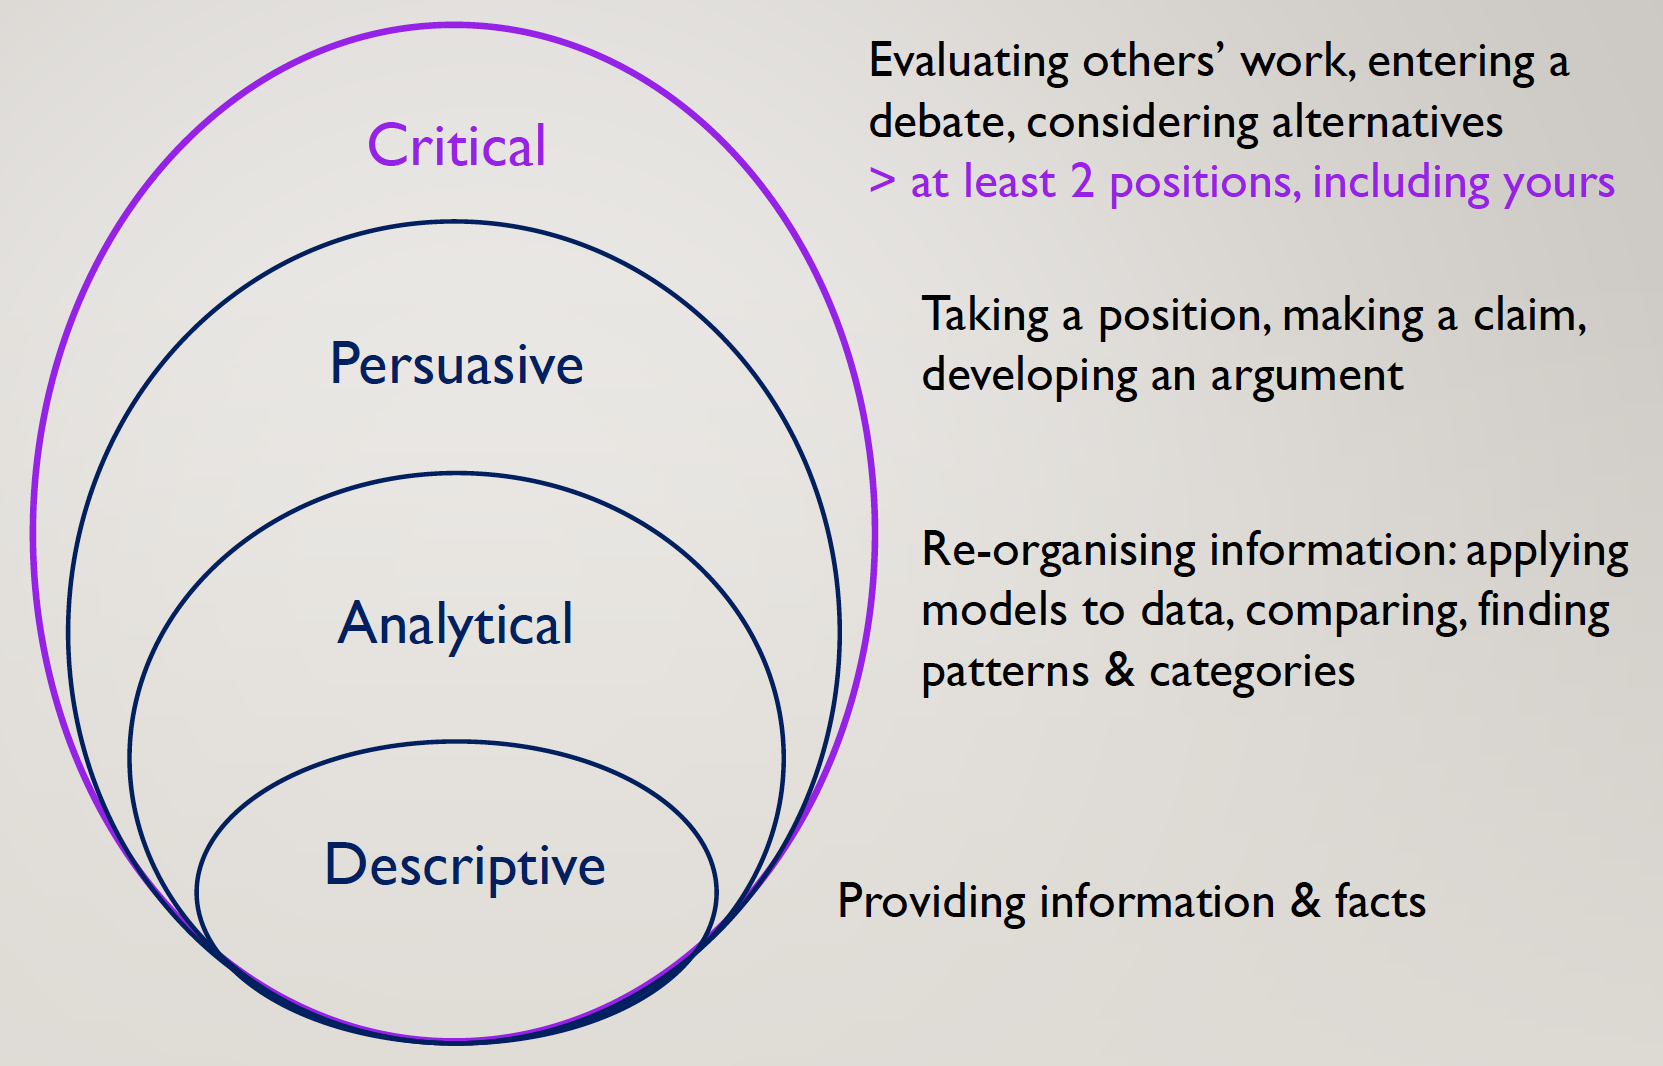 Critical
Evaluating others’ work, entering a
debate, considering alternatives
> at least 2 positions, including yours
Persuasive
Taking a position, making a claim,
developing an argument
Analytical
Re-organising information: applying
models to data, comparing, finding
patterns & categories
Descriptive
Providing information & facts